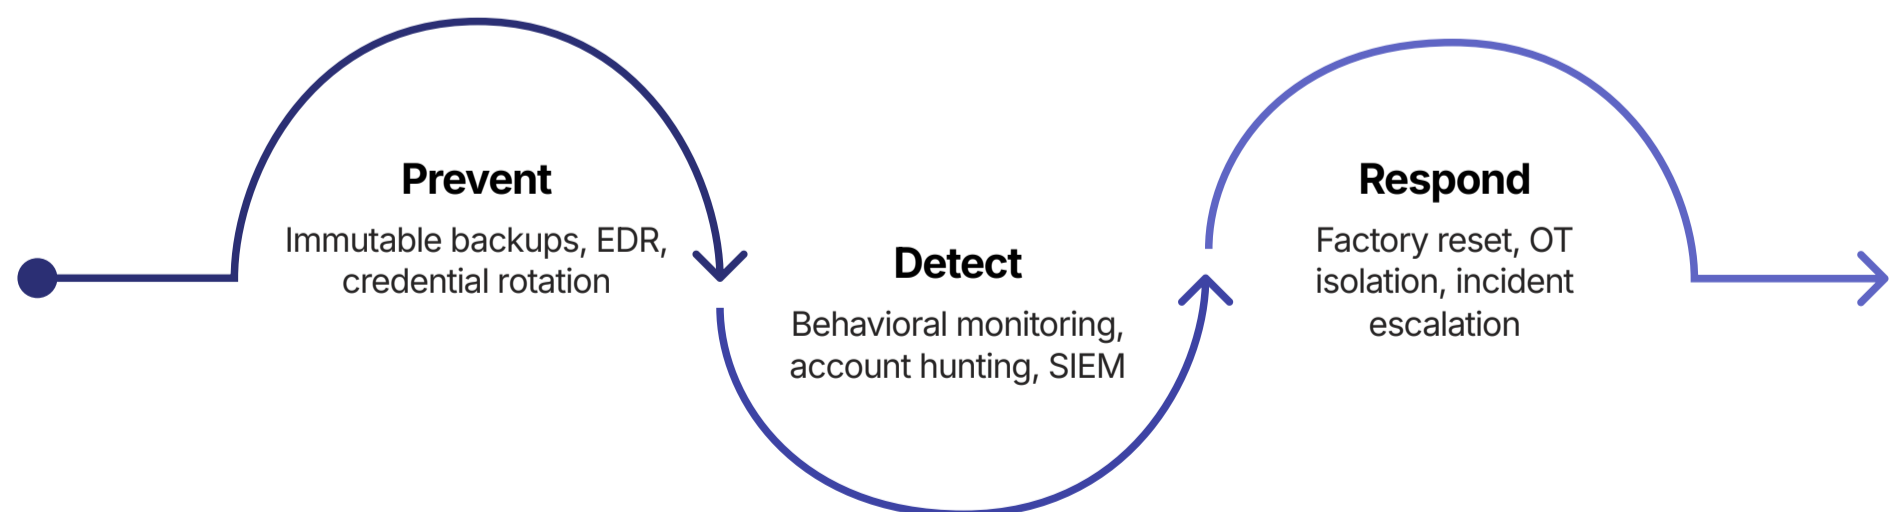 Prevent
Immutable backups, EDR,
credential rotation
Detect
Behavioral monitoring,
account hunting, SIEM
Respond
Factory reset, OT
isolation, incident
escalation